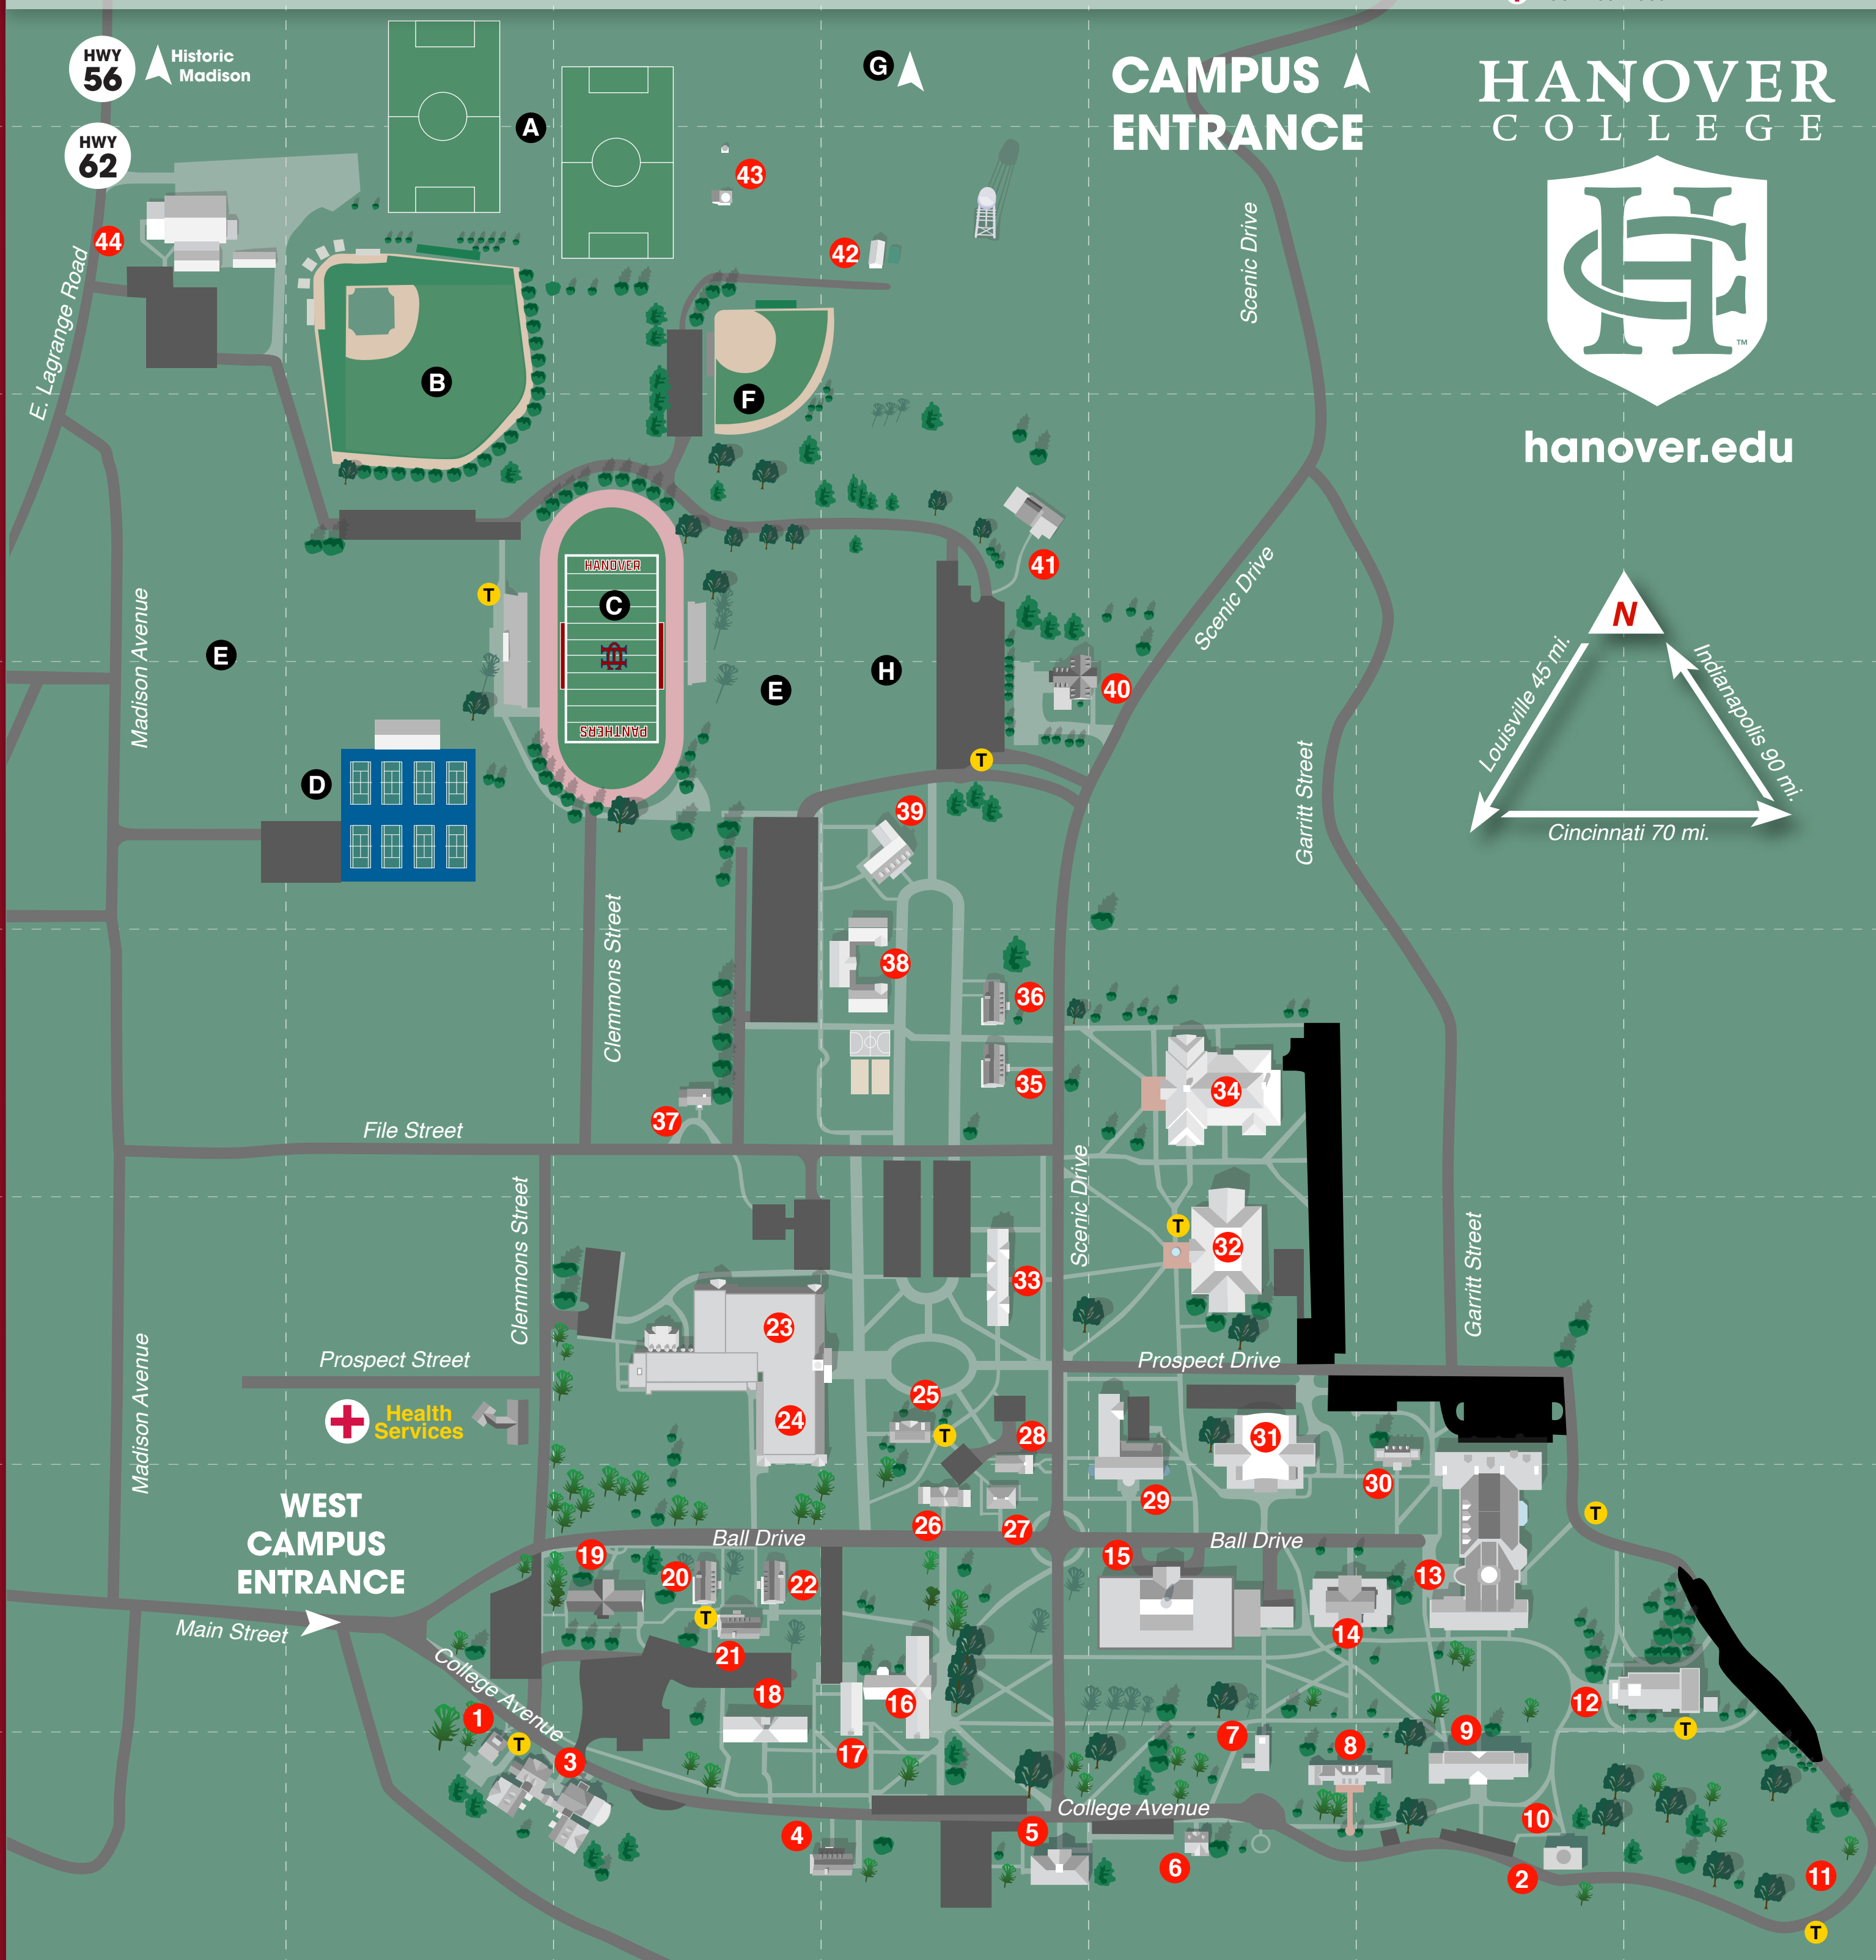 HWY
56
Historic
Madison
HWY
62
G
CAMPUS
ENTRANCE
HANOVER
COLLEGE
TM
hanover.edu
A
43
42
44
E. Lagrange Road
Scenic Drive
B
F
41
T
HANOVER
C
PANTHERS
Madison Avenue
E
E
H
40
Scenic Drive
N
Louisville 45 mi.
Indianapolis 90 mi.
Cincinnati 70 mi.
D
T
39
Garritt Street
Clemmons Street
38
36
35
34
37
File Street
Scenic Drive
Clemmons Street
T
32
33
Garritt Street
23
Prospect Street
Prospect Drive
Madison Avenue
Health
Services
24
25
T
28
31
29
30
26
27
T
WEST
CAMPUS
ENTRANCE
Ball Drive
Ball Drive
19
20
22
15
13
T
21
14
Main Street
College Avenue
18
16
12
T
1
T
3
17
7
8
9
College Avenue
4
5
6
10
2
11
T